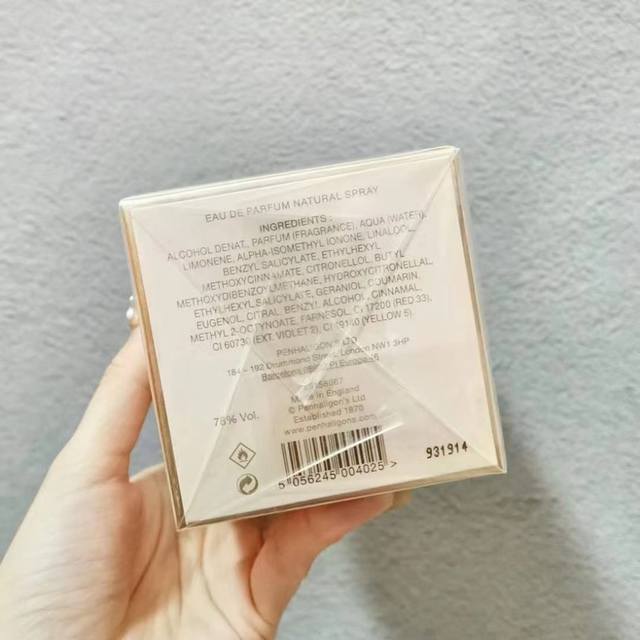 EAU DE PARFUM NATURAL SPRAY
INGREDIENTS:
ALCOHOL DENAT., PARFUM (FRAGRANCE), AQUA (WATER),
LIMONENE, ALPHA-ISOMETHYL IONONE, LINALOOL,
BENZYL SALICYLATE, ETHYLHEXYL
METHOXYCINNAMATE, CITRONELLOL, BUTYL
METHOXYDIBENZOYLMETHANE, HYDROXYCITRONELLAL,
ETHYLHEXYL SALICYLATE, GERANIOL, COUMARIN,
EUGENOL, CITRAL, BENZYL ALCOHOL, CINNAMAL,
METHYL 2-OCTYNOATE, FARNESOL, CI 17200 (RED 33),
CI 60730 (EXT. VIOLET 2), CI 19140 (YELLOW 5).
PENHALIGON'S LTD
184 - 192 Drummond Street, London NW1 3HP
Barcelona
Made in England
© Penhaligon's Ltd
Established 1870
www.penhaligons.com
78% Vol.
5 056245 004025 >
931914